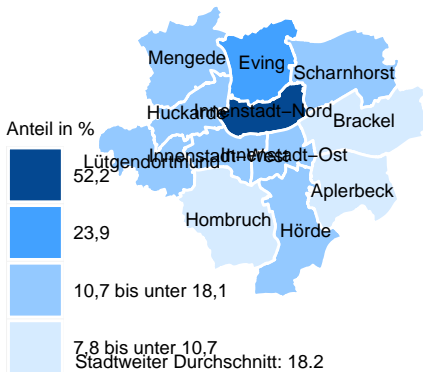 Mengede
Eving
Scharnhorst
Huckarde
Innenstadt–Nord
Brackel
Anteil in %
Lütgendortmund
Innenstadt–West
Innenstadt–Ost
52,2
Aplerbeck
Hombruch
Hörde
23,9
10,7 bis unter 18,1
7,8 bis unter 10,7
Stadtweiter Durchschnitt: 18.2